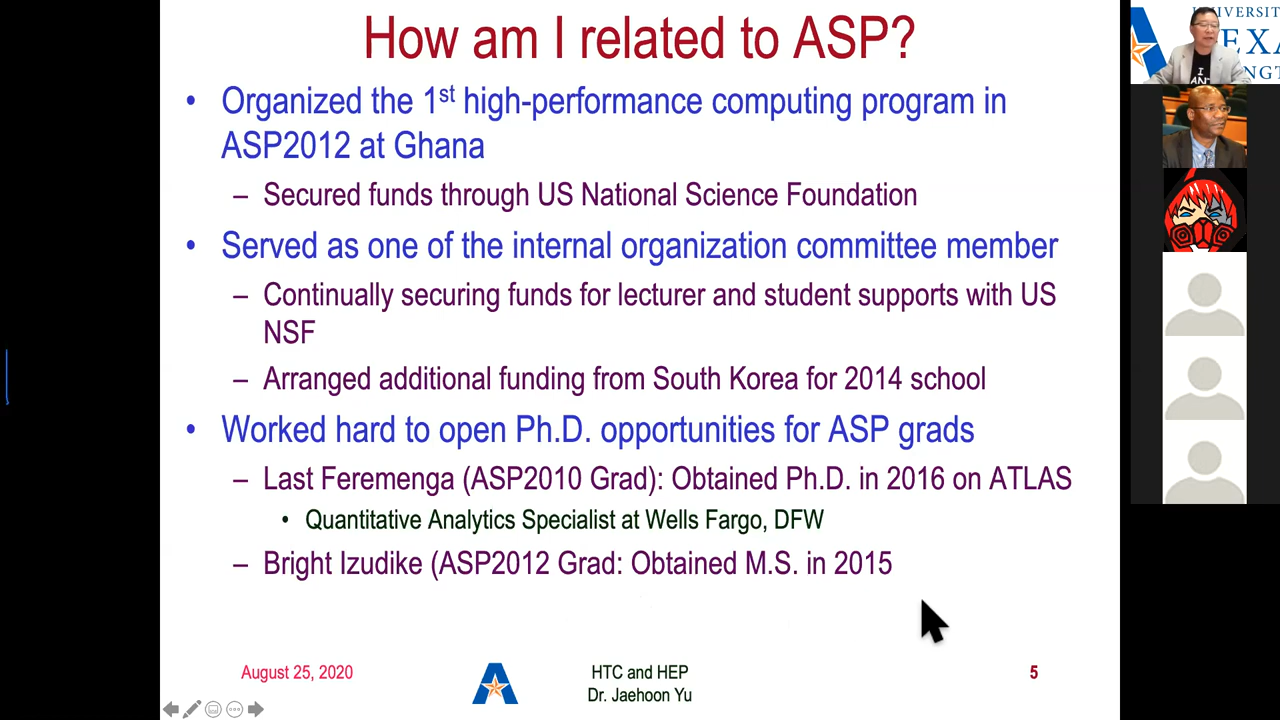 How am I related to ASP?
• Organized the 1st high-performance computing program in
ASP2012 at Ghana
– Secured funds through US National Science Foundation
• Served as one of the internal organization committee member
– Continually securing funds for lecturer and student supports with US
NSF
– Arranged additional funding from South Korea for 2014 school
• Worked hard to open Ph.D. opportunities for ASP grads
– Last Feremenga (ASP2010 Grad): Obtained Ph.D. in 2016 on ATLAS
• Quantitative Analytics Specialist at Wells Fargo, DFW
– Bright Izudike (ASP2012 Grad: Obtained M.S. in 2015
August 25, 2020
HTC and HEP
Dr. Jaehoon Yu
5